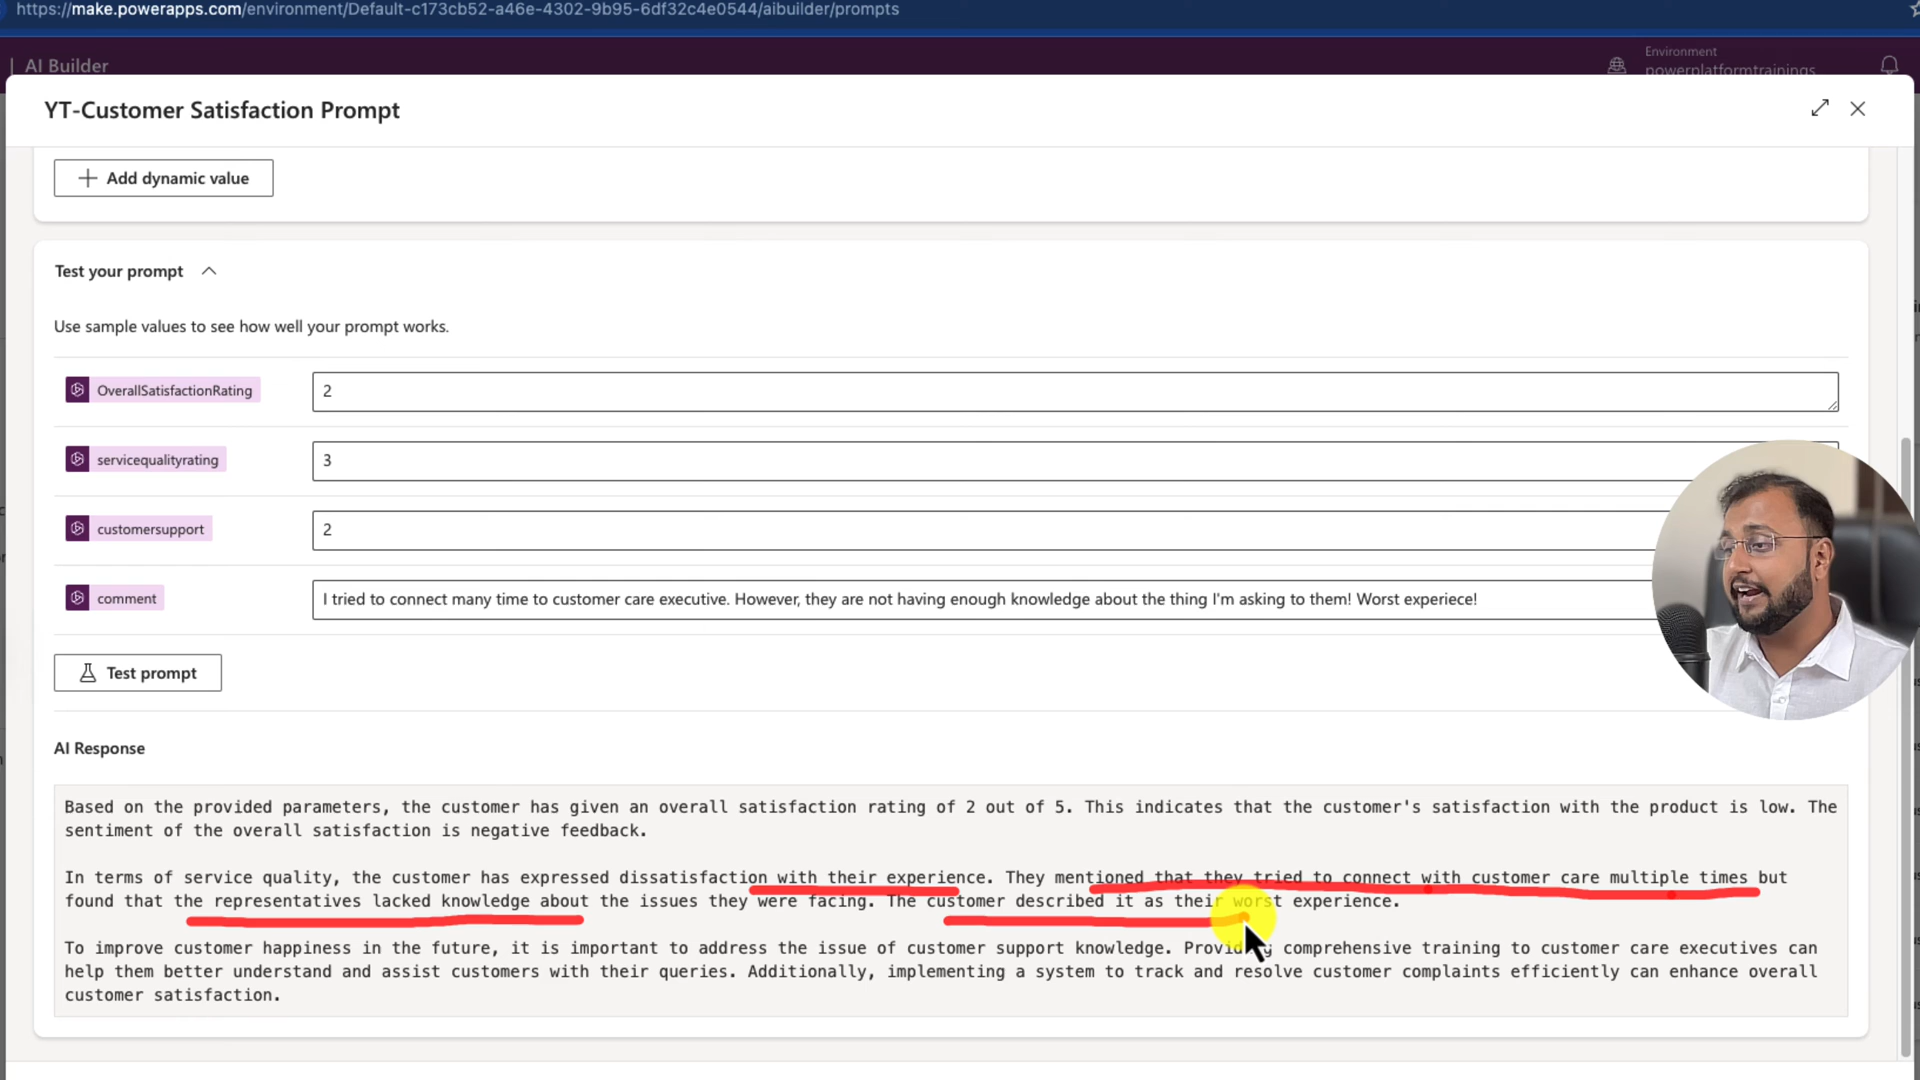 https://make.powerapps.com/environment/Default-c173cb52-a46e-4302-9b95-6df32c4e0544/aibuilder/prompts
| AI Builder
Environment
powerplatformtrainings
YT-Customer Satisfaction Prompt
Add dynamic value
Test your prompt
Use sample values to see how well your prompt works.
OverallSatisfactionRating 2
servicequalityrating 3
customersupport 2
comment I tried to connect many time to customer care executive. However, they are not having enough knowledge about the thing I'm asking to them! Worst experiece!
Test prompt
AI Response
Based on the provided parameters, the customer has given an overall satisfaction rating of 2 out of 5. This indicates that the customer's satisfaction with the product is low. The
sentiment of the overall satisfaction is negative feedback.
In terms of service quality, the customer has expressed dissatisfaction with their experience. They mentioned that they tried to connect with customer care multiple times but
found that the representatives lacked knowledge about the issues they were facing. The customer described it as their worst experience.
To improve customer happiness in the future, it is important to address the issue of customer support knowledge. Providing comprehensive training to customer care executives can
help them better understand and assist customers with their queries. Additionally, implementing a system to track and resolve customer complaints efficiently can enhance overall
customer satisfaction.